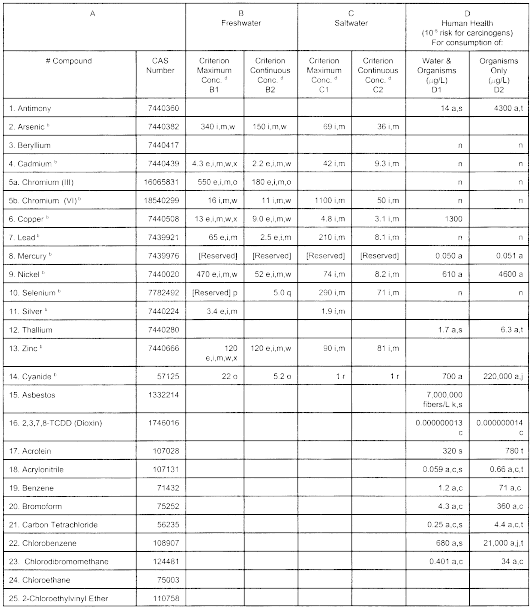 A B C D
Freshwater Saltwater Human Health
(10⁻⁶ risk for carcinogens)
For consumption of:
# Compound CAS Number Criterion Maximum Conc. ᵈ B1 Criterion Continuous Conc. ᵈ B2 Criterion Maximum Conc. ᵈ C1 Criterion Continuous Conc. ᵈ C2 Water & Organisms (µg/L) D1 Organisms Only (µg/L) D2
1. Antimony 7440360 14 a,s 4300 a,t
2. Arsenic ᵇ 7440382 340 i,m,w 150 i,m,w 69 i,m 36 i,m
3. Beryllium 7440417 n n
4. Cadmium ᵇ 7440439 4.3 e,i,m,w,x 2.2 e,i,m,w 42 i,m 9.3 i,m n n
5a. Chromium (III) 16065831 550 e,i,m,o 180 e,i,m,o n n
5b. Chromium (VI) ᵇ 18540299 16 i,m,w 11 i,m,w 1100 i,m 50 i,m n n
6. Copper ᵇ 7440508 13 e,i,m,w,x 9.0 e,i,m,w 4.8 i,m 3.1 i,m 1300
7. Lead ᵇ 7439921 65 e,i,m 2.5 e,i,m 210 i,m 8.1 i,m n n
8. Mercury ᵇ 7439976 [Reserved] [Reserved] [Reserved] [Reserved] 0.050 a 0.051 a
9. Nickel ᵇ 7440020 470 e,i,m,w 52 e,i,m,w 74 i,m 8.2 i,m 610 a 4600 a
10. Selenium ᵇ 7782492 [Reserved] p 5.0 q 290 i,m 71 i,m n n
11. Silver ᵇ 7440224 3.4 e,i,m 1.9 i,m
12. Thallium 7440280 1.7 a,s 6.3 a,t
13. Zinc ᵇ 7440666 120 e,i,m,w,x 120 e,i,m,w 90 i,m 81 i,m
14. Cyanide ᵇ 57125 22 o 5.2 o 1 r 1 r 700 a 220,000 a,j
15. Asbestos 1332214 7,000,000 fibers/L k,s
16. 2,3,7,8-TCDD (Dioxin) 1746016 0.000000013 c 0.000000014 c
17. Acrolein 107028 320 s 780 t
18. Acrylonitrile 107131 0.059 a,c,s 0.66 a,c,t
19. Benzene 71432 1.2 a,c 71 a,c
20. Bromoform 75252 4.3 a,c 360 a,c
21. Carbon Tetrachloride 56235 0.25 a,c,s 4.4 a,c,t
22. Chlorobenzene 108907 680 a,s 21,000 a,j,t
23. Chlorodibromomethane 124481 0.401 a,c 34 a,c
24. Chloroethane 75003
25. 2-Chloroethylvinyl Ether 110758